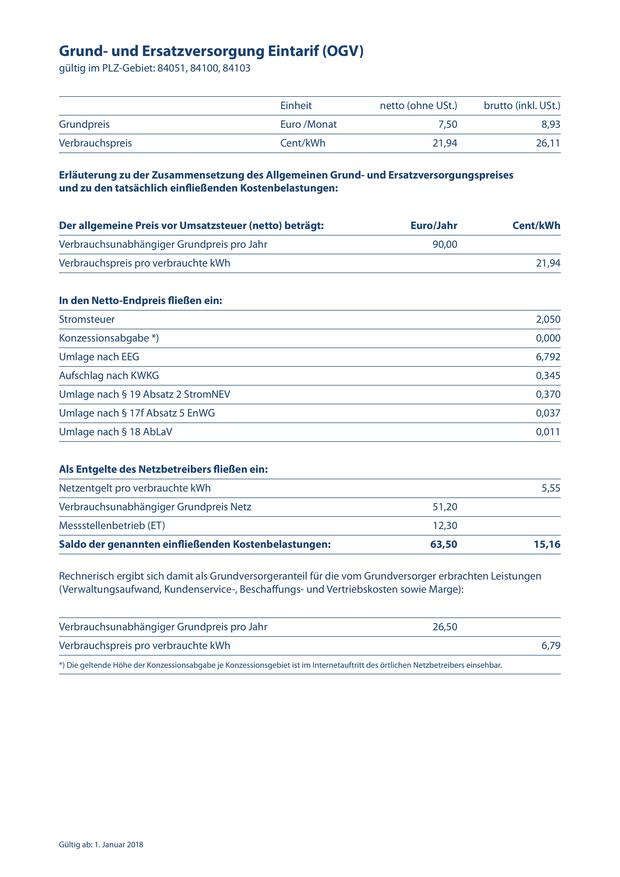 Grund- und Ersatzversorgung Eintarif (OGV)
gültig im PLZ-Gebiet: 84051, 84100, 84103
Einheit netto (ohne USt.) brutto (inkl. USt.)
Grundpreis Euro /Monat 7,50 8,93
Verbrauchspreis Cent/kWh 21,94 26,11
Erläuterung zu der Zusammensetzung des Allgemeinen Grund- und Ersatzversorgungspreises
und zu den tatsächlich einfließenden Kostenbelastungen:
Der allgemeine Preis vor Umsatzsteuer (netto) beträgt: Euro/Jahr Cent/kWh
Verbrauchsunabhängiger Grundpreis pro Jahr 90,00
Verbrauchspreis pro verbrauchte kWh 21,94
In den Netto-Endpreis fließen ein:
Stromsteuer 2,050
Konzessionsabgabe *) 0,000
Umlage nach EEG 6,792
Aufschlag nach KWKG 0,345
Umlage nach § 19 Absatz 2 StromNEV 0,370
Umlage nach § 17f Absatz 5 EnWG 0,037
Umlage nach § 18 AbLaV 0,011
Als Entgelte des Netzbetreibers fließen ein:
Netzentgelt pro verbrauchte kWh 5,55
Verbrauchsunabhängiger Grundpreis Netz 51,20
Messstellenbetrieb (ET) 12,30
Saldo der genannten einfließenden Kostenbelastungen: 63,50 15,16
Rechnerisch ergibt sich damit als Grundversorgeranteil für die vom Grundversorger erbrachten Leistungen
(Verwaltungsaufwand, Kundenservice-, Beschaffungs- und Vertriebskosten sowie Marge):
Verbrauchsunabhängiger Grundpreis pro Jahr 26,50
Verbrauchspreis pro verbrauchte kWh 6,79
*) Die geltende Höhe der Konzessionsabgabe je Konzessionsgebiet ist im Internetauftritt des örtlichen Netzbetreibers einsehbar.
Gültig ab: 1. Januar 2018